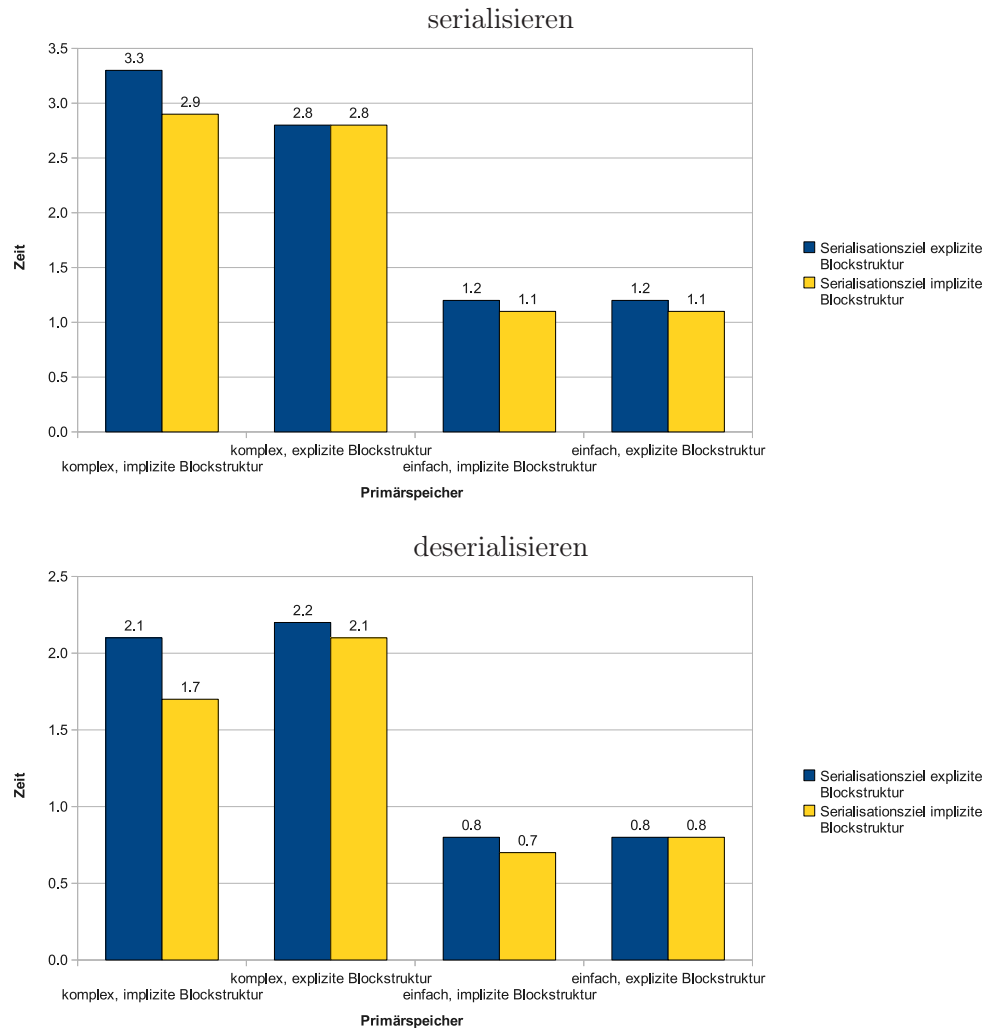 serialisieren
3.5
3.3
3.0
2.9
2.8 2.8
2.5
2.0
Zeit
1.5
1.2 1.1 1.2 1.1
1.0
0.5
0.0
komplex, explizite Blockstruktur einfach, explizite Blockstruktur
komplex, implizite Blockstruktur einfach, implizite Blockstruktur
Primärspeicher
Serialisationsziel explizite
Blockstruktur
Serialisationsziel implizite
Blockstruktur
deserialisieren
2.5
2.2
2.1 2.1
2.0
1.7
1.5
Zeit
1.0
0.8 0.7 0.8 0.8
0.5
0.0
komplex, explizite Blockstruktur einfach, explizite Blockstruktur
komplex, implizite Blockstruktur einfach, implizite Blockstruktur
Primärspeicher
Serialisationsziel explizite
Blockstruktur
Serialisationsziel implizite
Blockstruktur